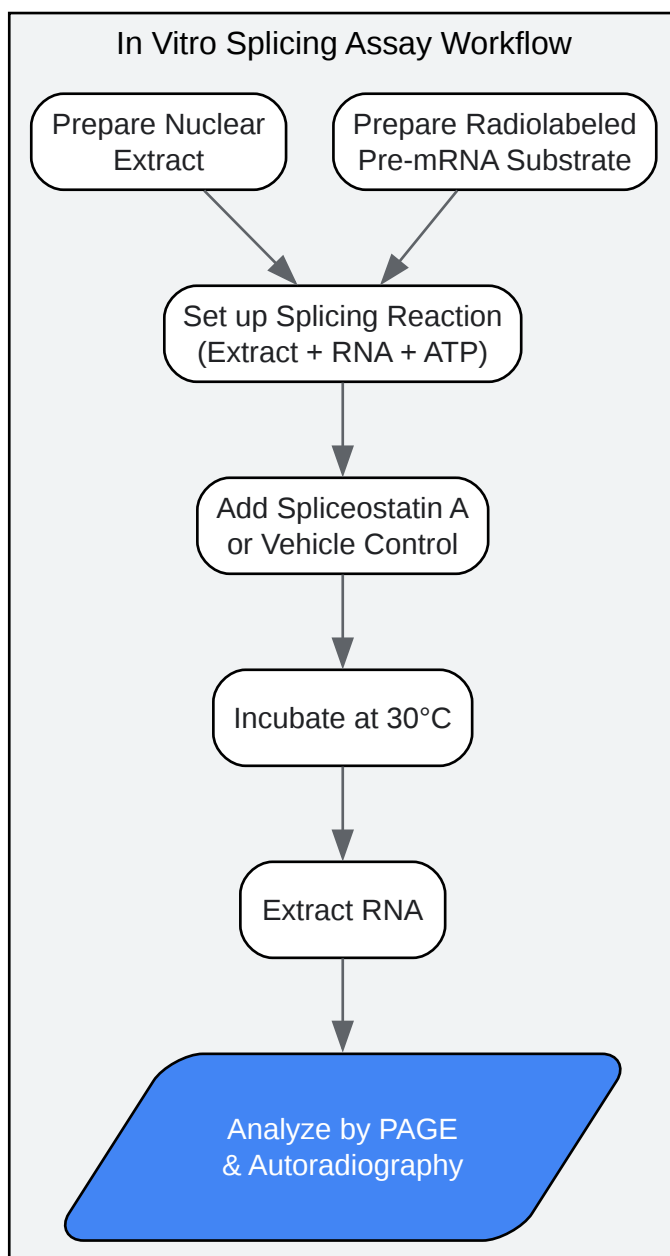 In Vitro Splicing Assay Workflow
Prepare Nuclear
Extract
Prepare Radiolabeled
Pre-mRNA Substrate
Set up Splicing Reaction
(Extract + RNA + ATP)
Add Spliceostatin A
or Vehicle Control
Incubate at 30°C
Extract RNA
Analyze by PAGE
& Autoradiography